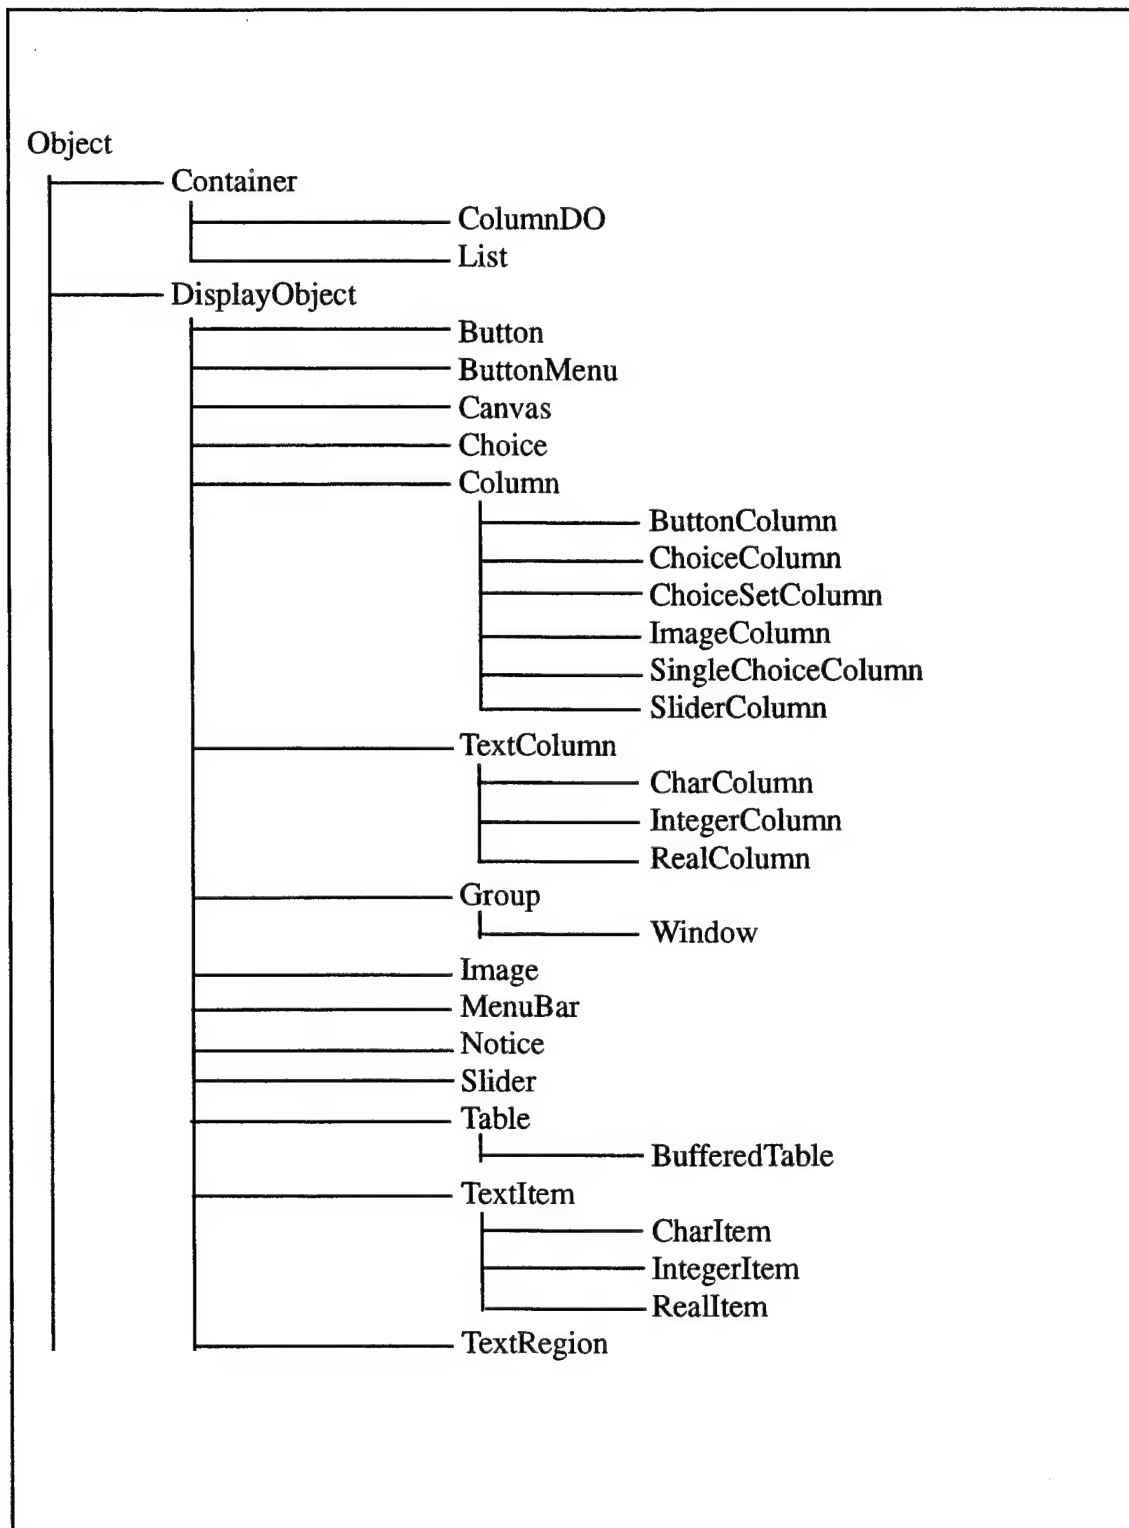 Object
Container
ColumnDO
List
DisplayObject
Button
ButtonMenu
Canvas
Choice
Column
ButtonColumn
ChoiceColumn
ChoiceSetColumn
ImageColumn
SingleChoiceColumn
SliderColumn
TextColumn
CharColumn
IntegerColumn
RealColumn
Group
Window
Image
MenuBar
Notice
Slider
Table
BufferedTable
TextItem
CharItem
IntegerItem
RealItem
TextRegion